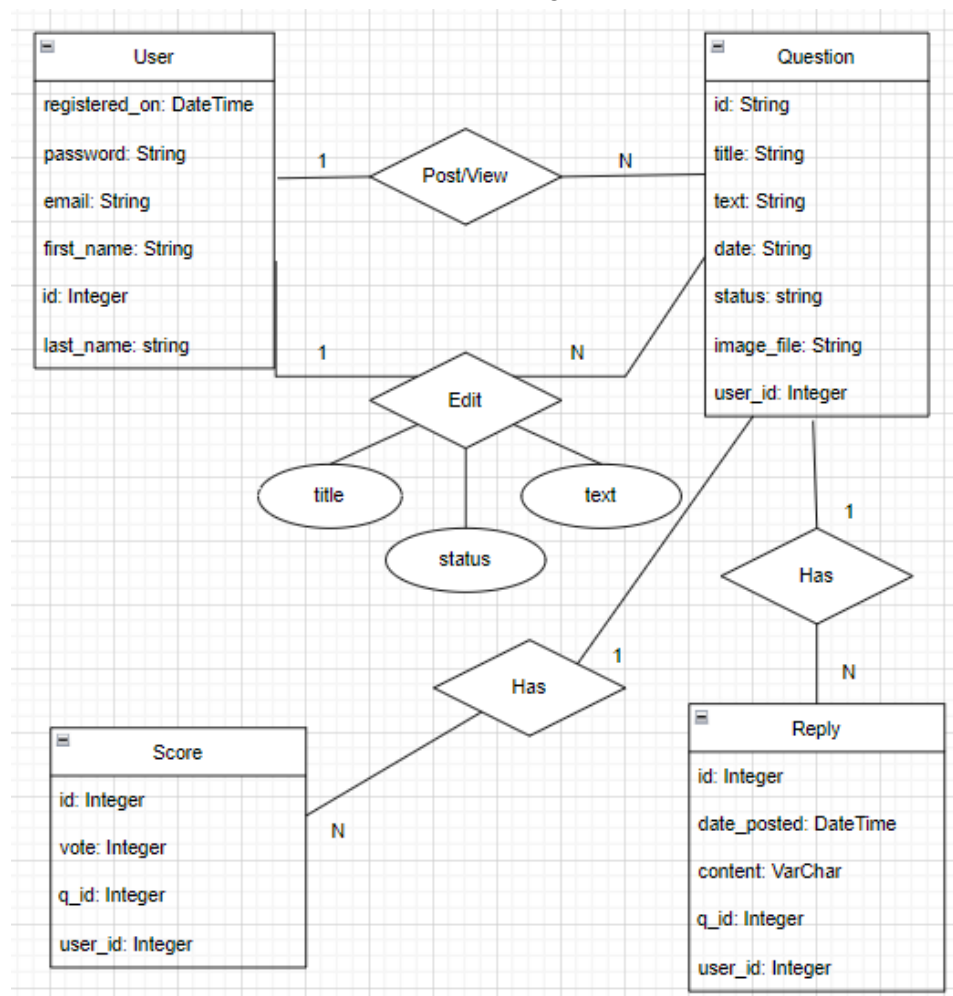 User
registered_on: DateTime
password: String
email: String
first_name: String
id: Integer
last_name: string
1
Post/View
N
Question
id: String
title: String
text: String
date: String
status: string
image_file: String
user_id: Integer
1
N
Edit
title
status
text
1
Has
N
1
Has
N
Score
id: Integer
vote: Integer
q_id: Integer
user_id: Integer
Reply
id: Integer
date_posted: DateTime
content: VarChar
q_id: Integer
user_id: Integer